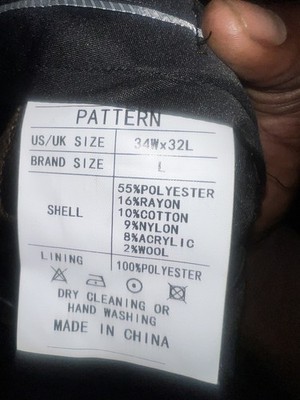 PATTERN
US/UK SIZE 34W×32L
BRAND SIZE L
SHELL
55%POLYESTER
16%RAYON
10%COTTON
9%NYLON
8%ACRYLIC
2%WOOL
LINING 100%POLYESTER
DRY CLEANING OR
HAND WASHING
MADE IN CHINA